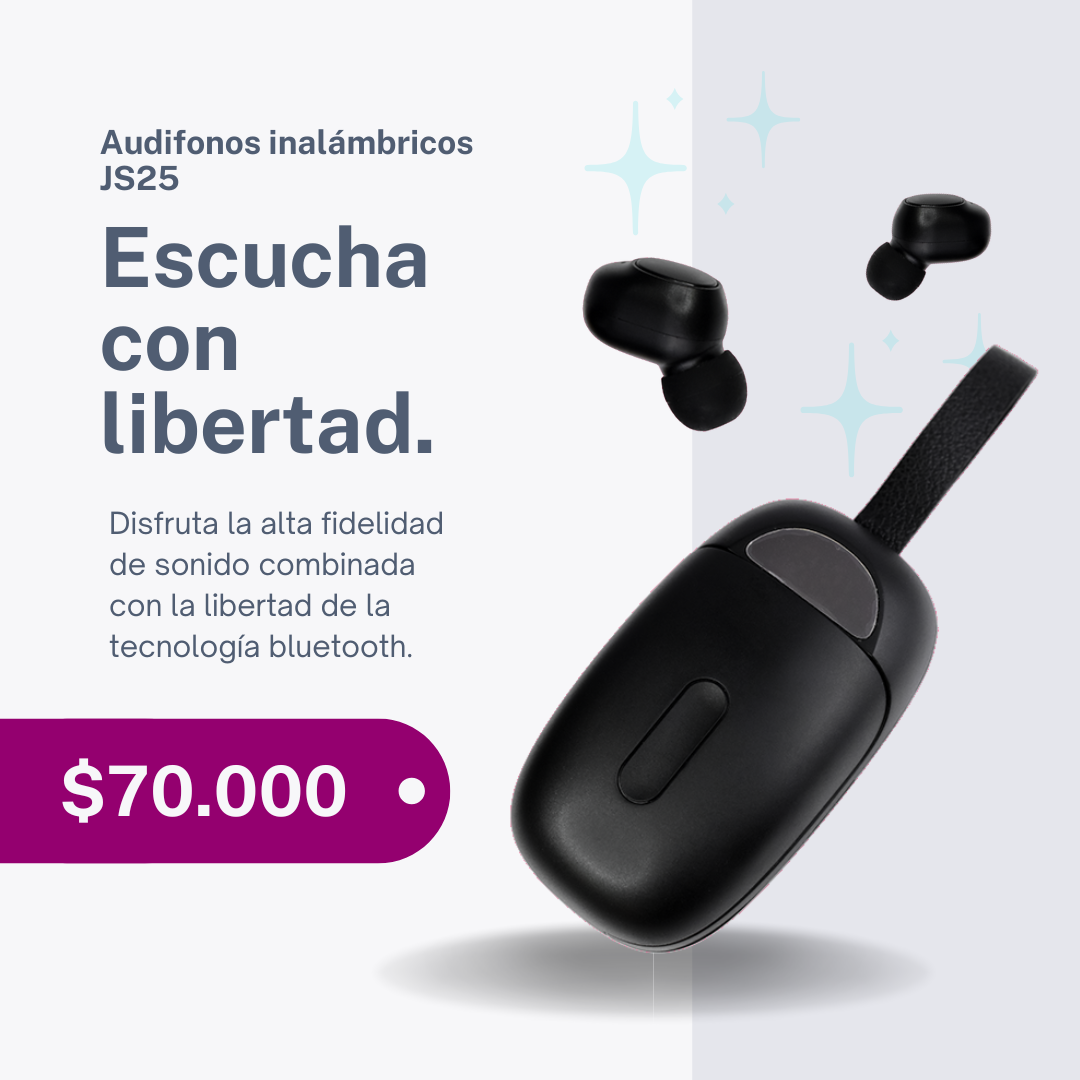 Audifonos inalámbricos
JS25
Escucha
con
libertad.
Disfruta la alta fidelidad
de sonido combinada
con la libertad de la
tecnología bluetooth.
$70.000